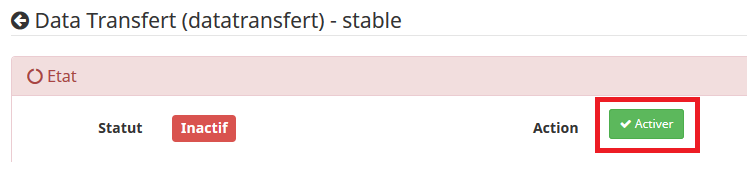 Data Transfert (datatransfert) - stable
Etat
Statut Inactif Action Activer